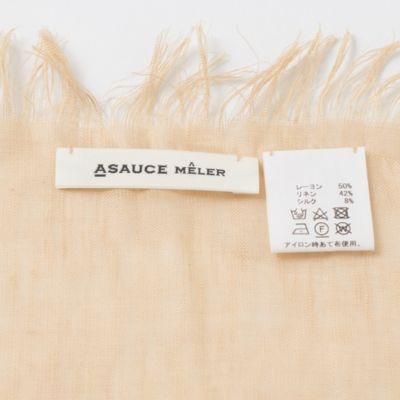 ASAUCE MÊLER
レーヨン 50%
リネン 42%
シルク 8%
F
アイロン時あて布使用。